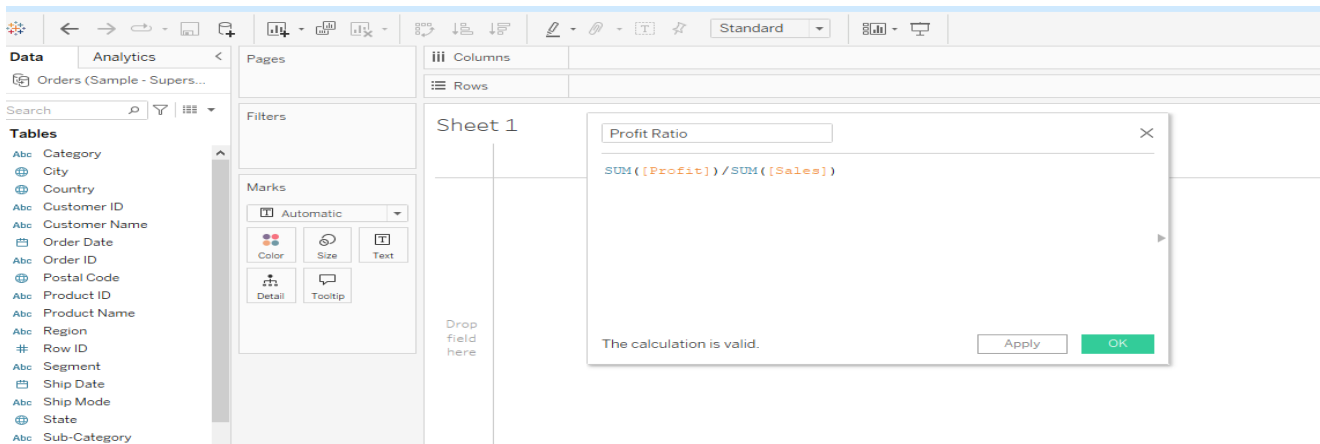 Standard
Data
Analytics
Pages
Columns
Orders (Sample - Supers...
Rows
Search
Filters
Tables
Abc Category
City
Country
Abc Customer ID
Abc Customer Name
Order Date
Abc Order ID
Postal Code
Abc Product ID
Abc Product Name
Abc Region
# Row ID
Abc Segment
Ship Date
Abc Ship Mode
State
Abc Sub-Category
Marks
T Automatic
Color
Size
T
Text
Detail
Tooltip
Sheet 1
Drop
field
here
Profit Ratio
SUM([Profit])/SUM([Sales])
The calculation is valid.
Apply
OK